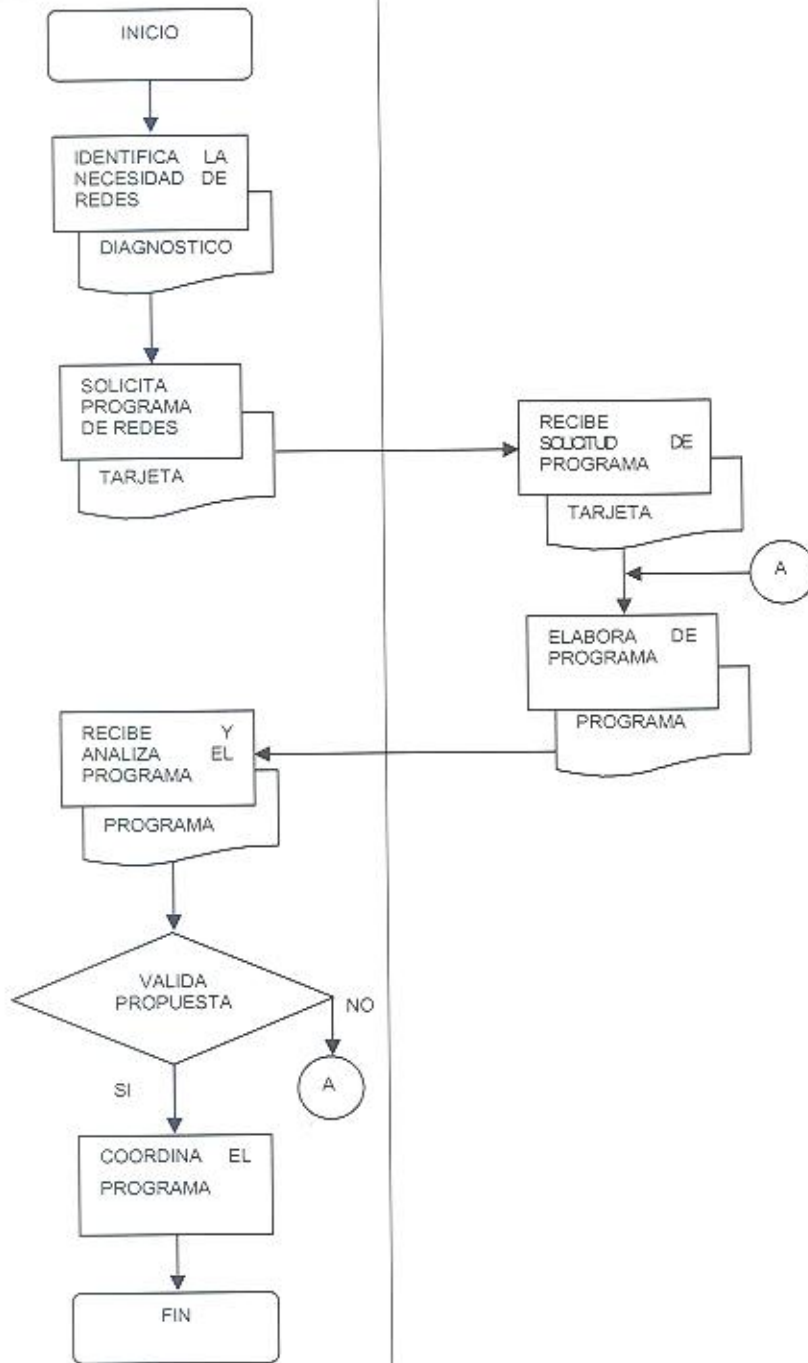 INICIO
IDENTIFICA LA
NECESIDAD DE
REDES
DIAGNOSTICO
SOLICITA
PROGRAMA
DE REDES
TARJETA
RECIBE
SOLCITUD DE
PROGRAMA
TARJETA
A
ELABORA DE
PROGRAMA
PROGRAMA
RECIBE Y
ANALIZA EL
PROGRAMA
PROGRAMA
VALIDA
PROPUESTA
NO
A
SI
COORDINA EL
PROGRAMA
FIN